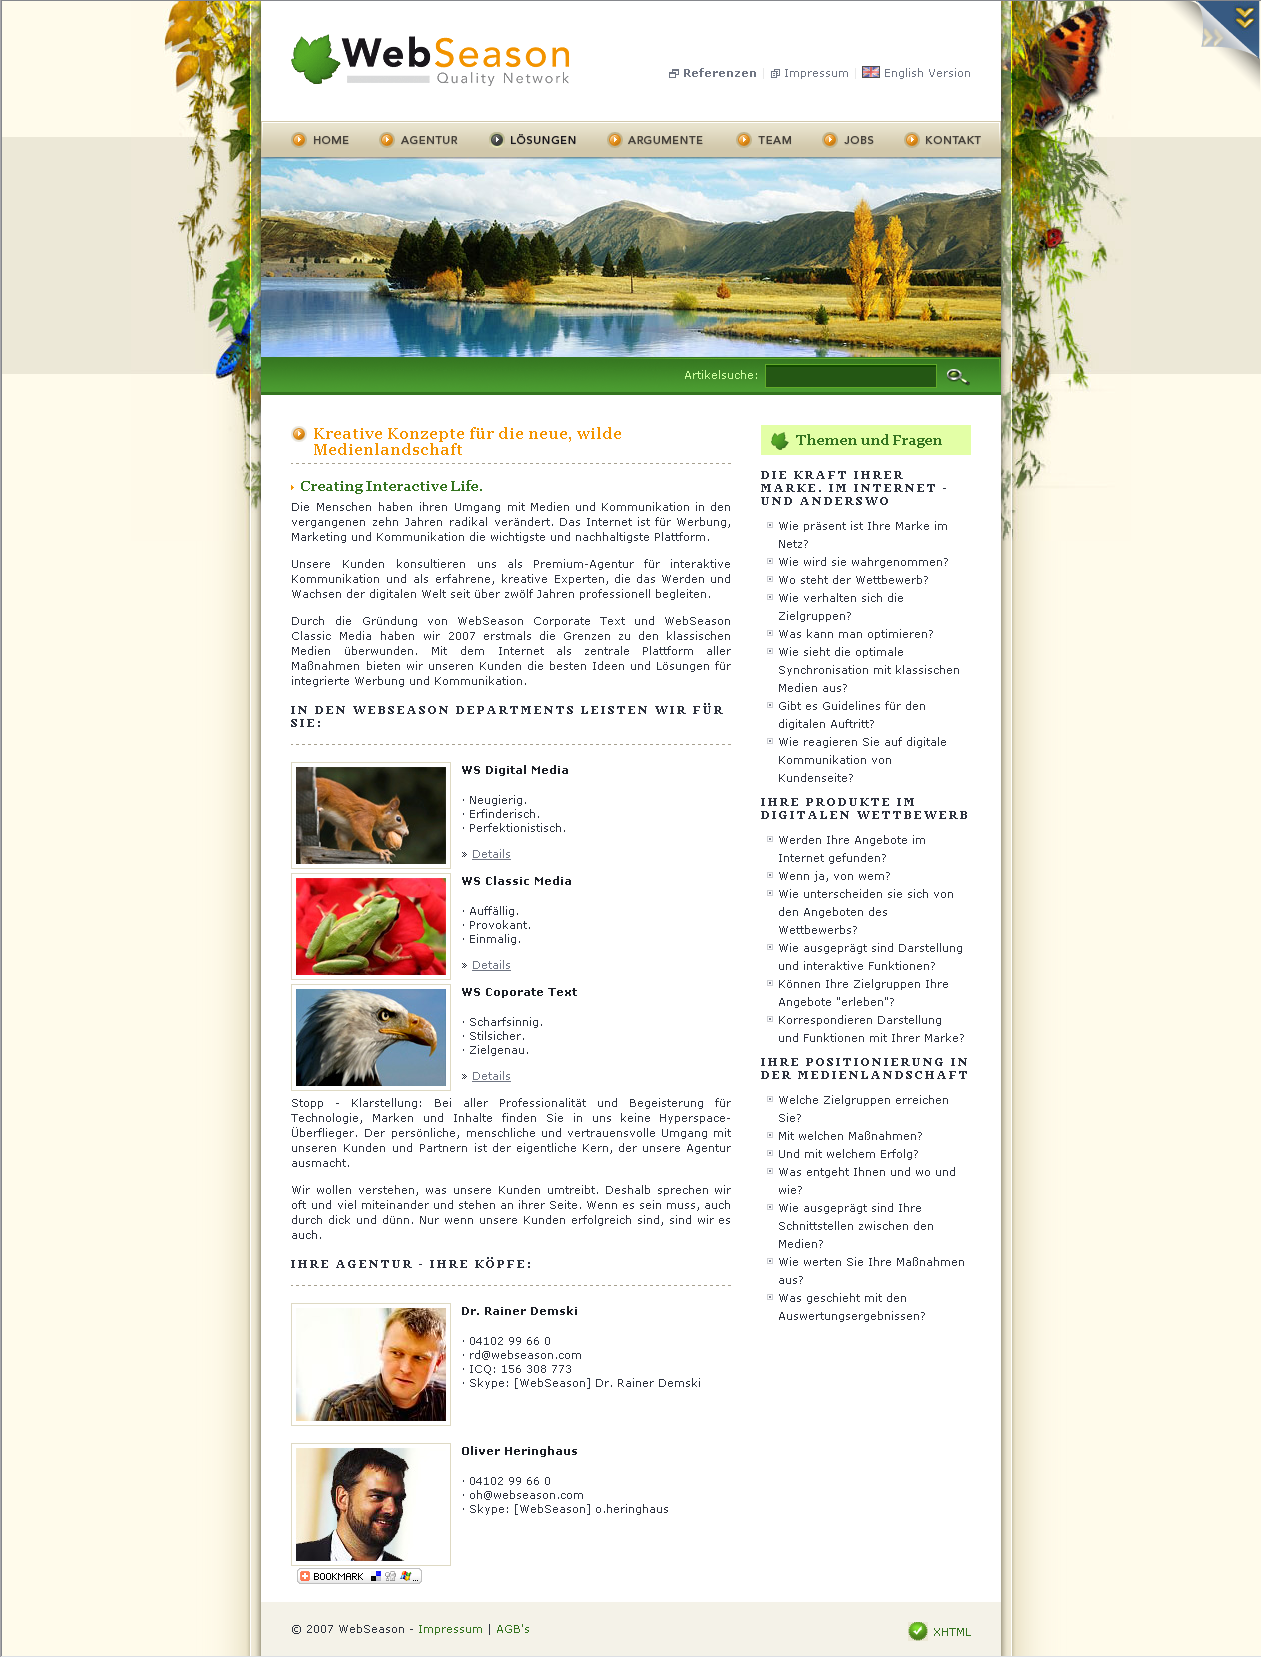 WebSeason
Quality Network
Referenzen | Impressum | English Version
HOME AGENTUR LÖSUNGEN ARGUMENTE TEAM JOBS KONTAKT
Artikelsuche:
Kreative Konzepte für die neue, wilde
Medienlandschaft
Creating Interactive Life.
Die Menschen haben ihren Umgang mit Medien und Kommunikation in den
vergangenen zehn Jahren radikal verändert. Das Internet ist für Werbung,
Marketing und Kommunikation die wichtigste und nachhaltigste Plattform.
Unsere Kunden konsultieren uns als Premium-Agentur für interaktive
Kommunikation und als erfahrene, kreative Experten, die das Werden und
Wachsen der digitalen Welt seit über zwölf Jahren professionell begleiten.
Durch die Gründung von WebSeason Corporate Text und WebSeason
Classic Media haben wir 2007 erstmals die Grenzen zu den klassischen
Medien überwunden. Mit dem Internet als zentrale Plattform aller
Maßnahmen bieten wir unseren Kunden die besten Ideen und Lösungen für
integrierte Werbung und Kommunikation.
IN DEN WEBSEASON DEPARTMENTS LEISTEN WIR FÜR
SIE:
WS Digital Media
· Neugierig.
· Erfinderisch.
· Perfektionistisch.
» Details
WS Classic Media
· Auffällig.
· Provokant.
· Einmalig.
» Details
WS Coporate Text
· Scharfsinnig.
· Stilsicher.
· Zielgenau.
» Details
Stopp - Klarstellung: Bei aller Professionalität und Begeisterung für
Technologie, Marken und Inhalte finden Sie in uns keine Hyperspace-
Überflieger. Der persönliche, menschliche und vertrauensvolle Umgang mit
unseren Kunden und Partnern ist der eigentliche Kern, der unsere Agentur
ausmacht.
Wir wollen verstehen, was unsere Kunden umtreibt. Deshalb sprechen wir
oft und viel miteinander und stehen an ihrer Seite. Wenn es sein muss, auch
durch dick und dünn. Nur wenn unsere Kunden erfolgreich sind, sind wir es
auch.
IHRE AGENTUR - IHRE KÖPFE:
Dr. Rainer Demski
· 04102 99 66 0
· rd@webseason.com
· ICQ: 156 308 773
· Skype: [WebSeason] Dr. Rainer Demski
Oliver Heringhaus
· 04102 99 66 0
· oh@webseason.com
· Skype: [WebSeason] o.heringhaus
BOOKMARK ...
Themen und Fragen
DIE KRAFT IHRER
MARKE. IM INTERNET -
UND ANDERSWO
Wie präsent ist Ihre Marke im
Netz?
Wie wird sie wahrgenommen?
Wo steht der Wettbewerb?
Wie verhalten sich die
Zielgruppen?
Was kann man optimieren?
Wie sieht die optimale
Synchronisation mit klassischen
Medien aus?
Gibt es Guidelines für den
digitalen Auftritt?
Wie reagieren Sie auf digitale
Kommunikation von
Kundenseite?
IHRE PRODUKTE IM
DIGITALEN WETTBEWERB
Werden Ihre Angebote im
Internet gefunden?
Wenn ja, von wem?
Wie unterscheiden sie sich von
den Angeboten des
Wettbewerbs?
Wie ausgeprägt sind Darstellung
und interaktive Funktionen?
Können Ihre Zielgruppen Ihre
Angebote "erleben"?
Korrespondieren Darstellung
und Funktionen mit Ihrer Marke?
IHRE POSITIONIERUNG IN
DER MEDIENLANDSCHAFT
Welche Zielgruppen erreichen
Sie?
Mit welchen Maßnahmen?
Und mit welchem Erfolg?
Was entgeht Ihnen und wo und
wie?
Wie ausgeprägt sind Ihre
Schnittstellen zwischen den
Medien?
Wie werten Sie Ihre Maßnahmen
aus?
Was geschieht mit den
Auswertungsergebnissen?
© 2007 WebSeason - Impressum | AGB's
XHTML